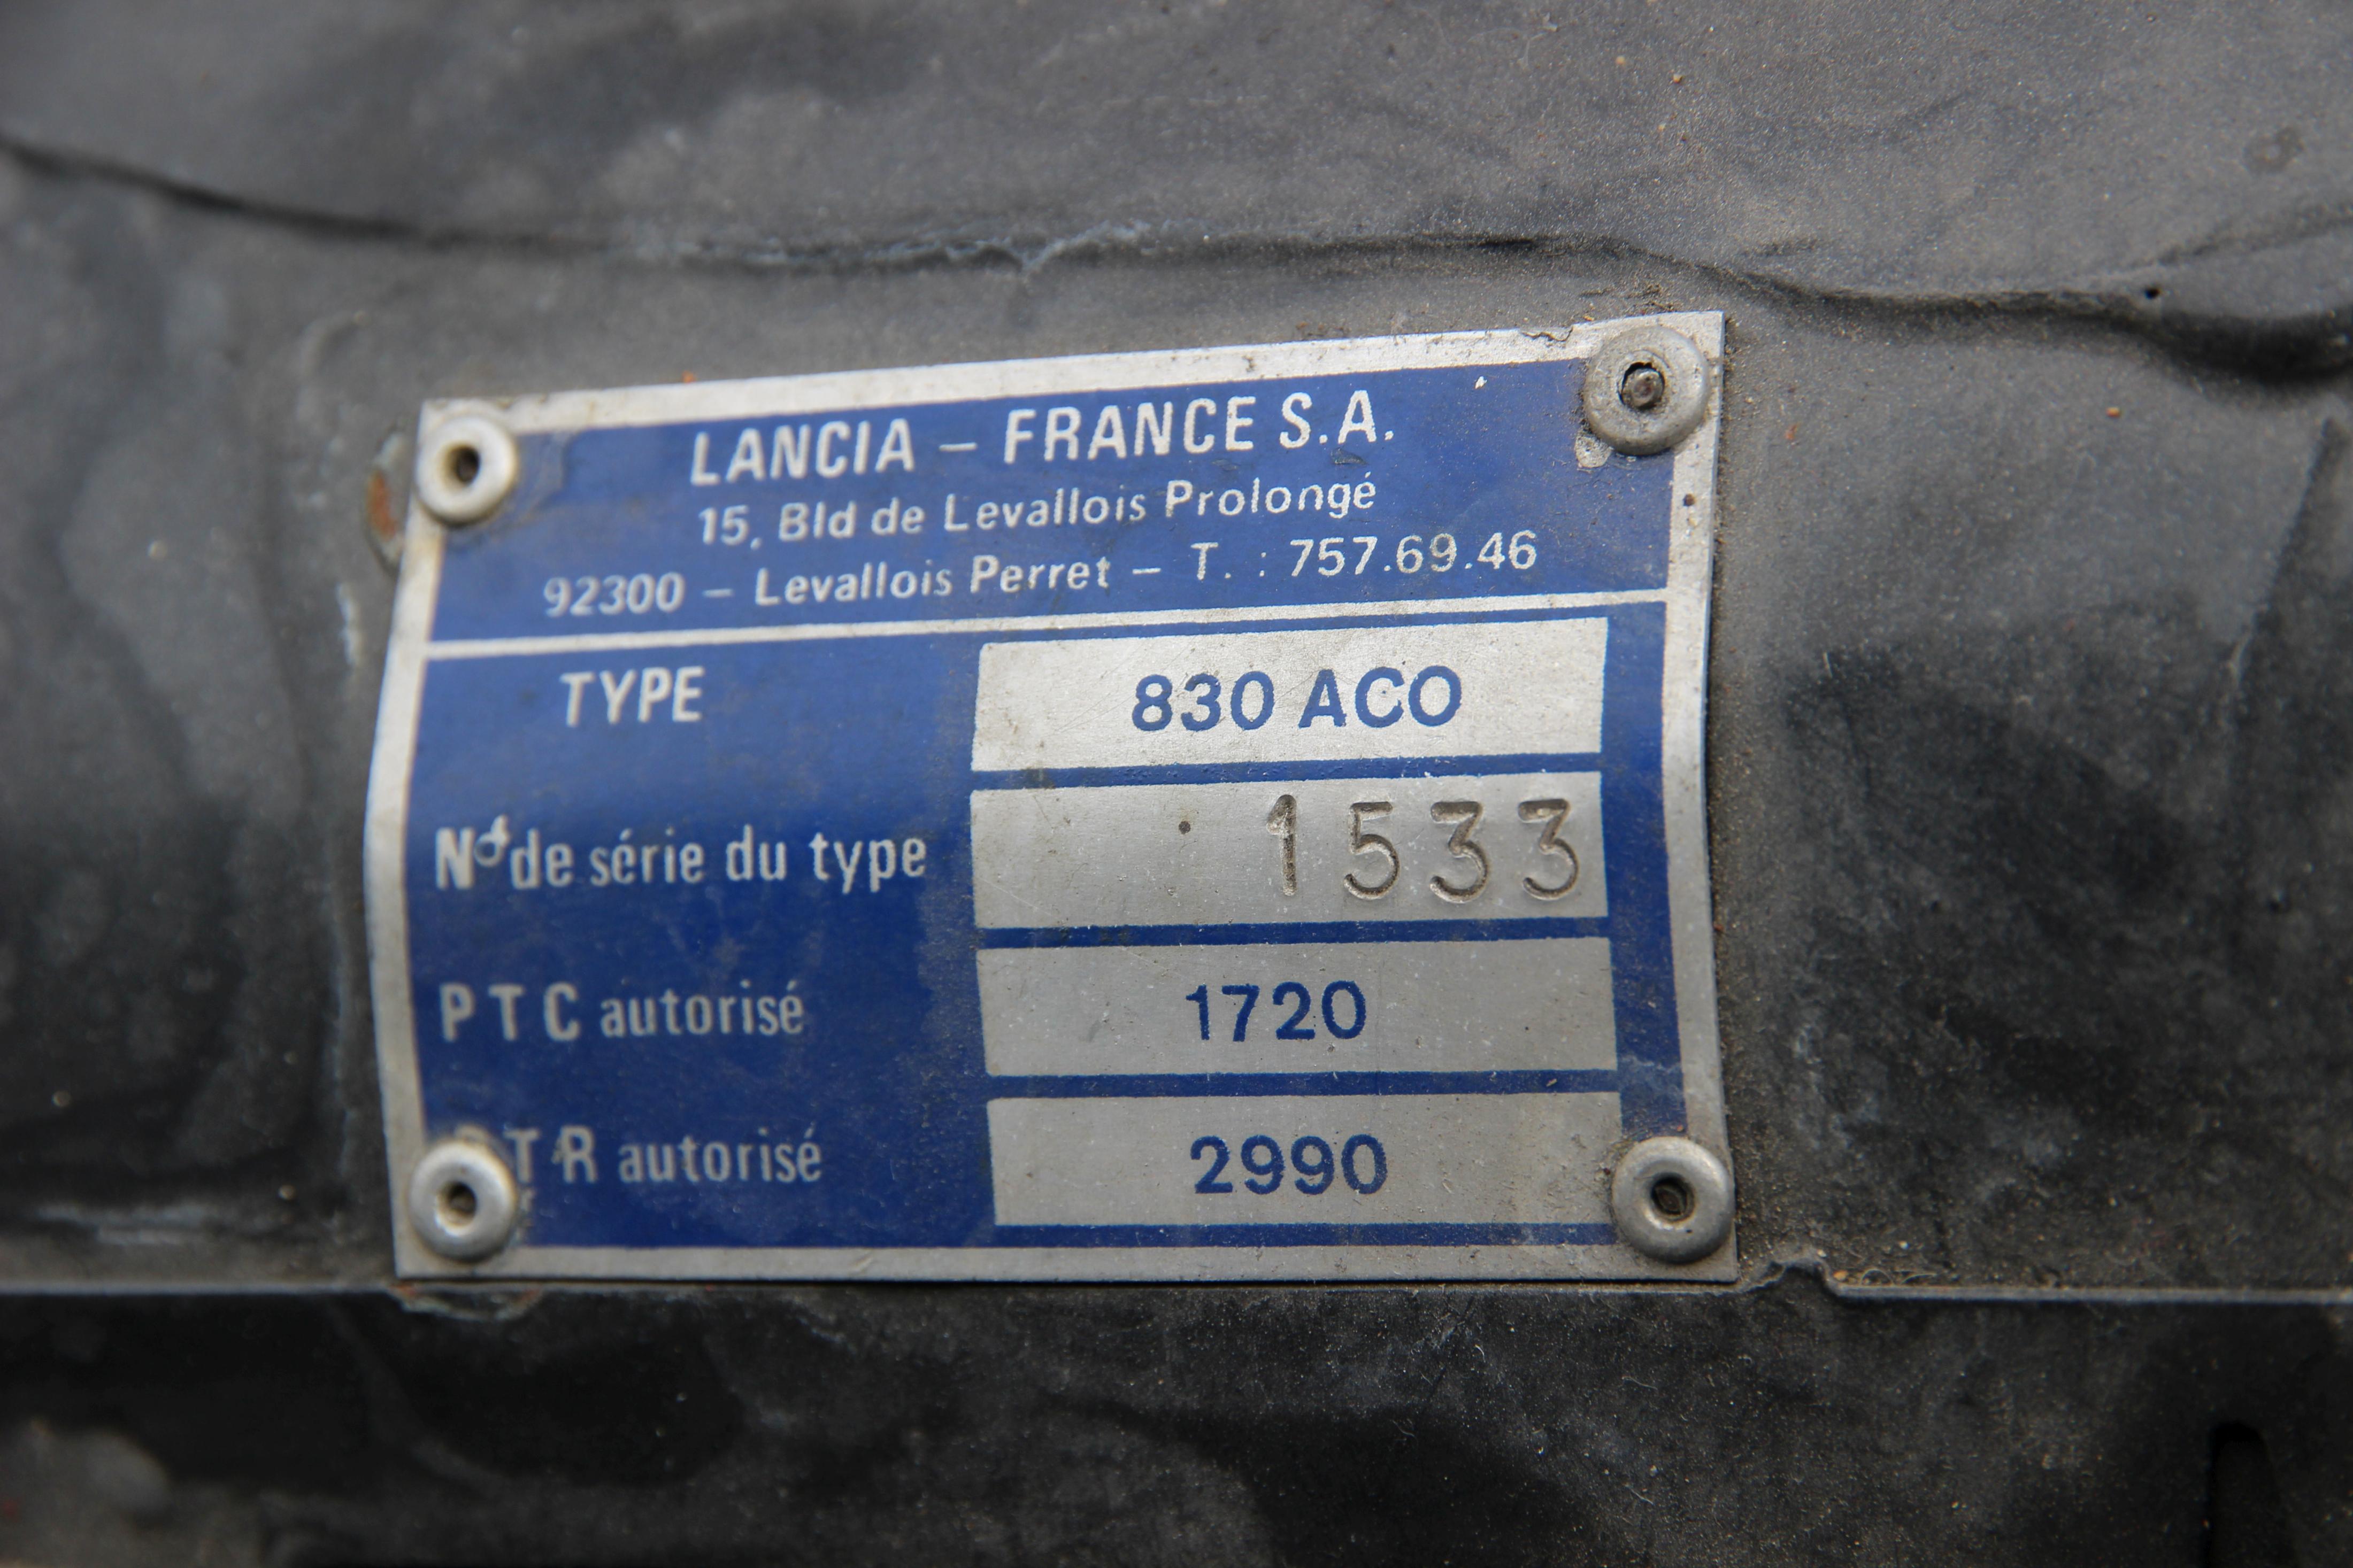 LANCIA – FRANCE S.A.
15, Bld de Levallois Prolongé
92300 – Levallois Perret – T. : 757.69.46
TYPE 830 ACO
N° de série du type 1533
P T C autorisé 1720
T R autorisé 2990